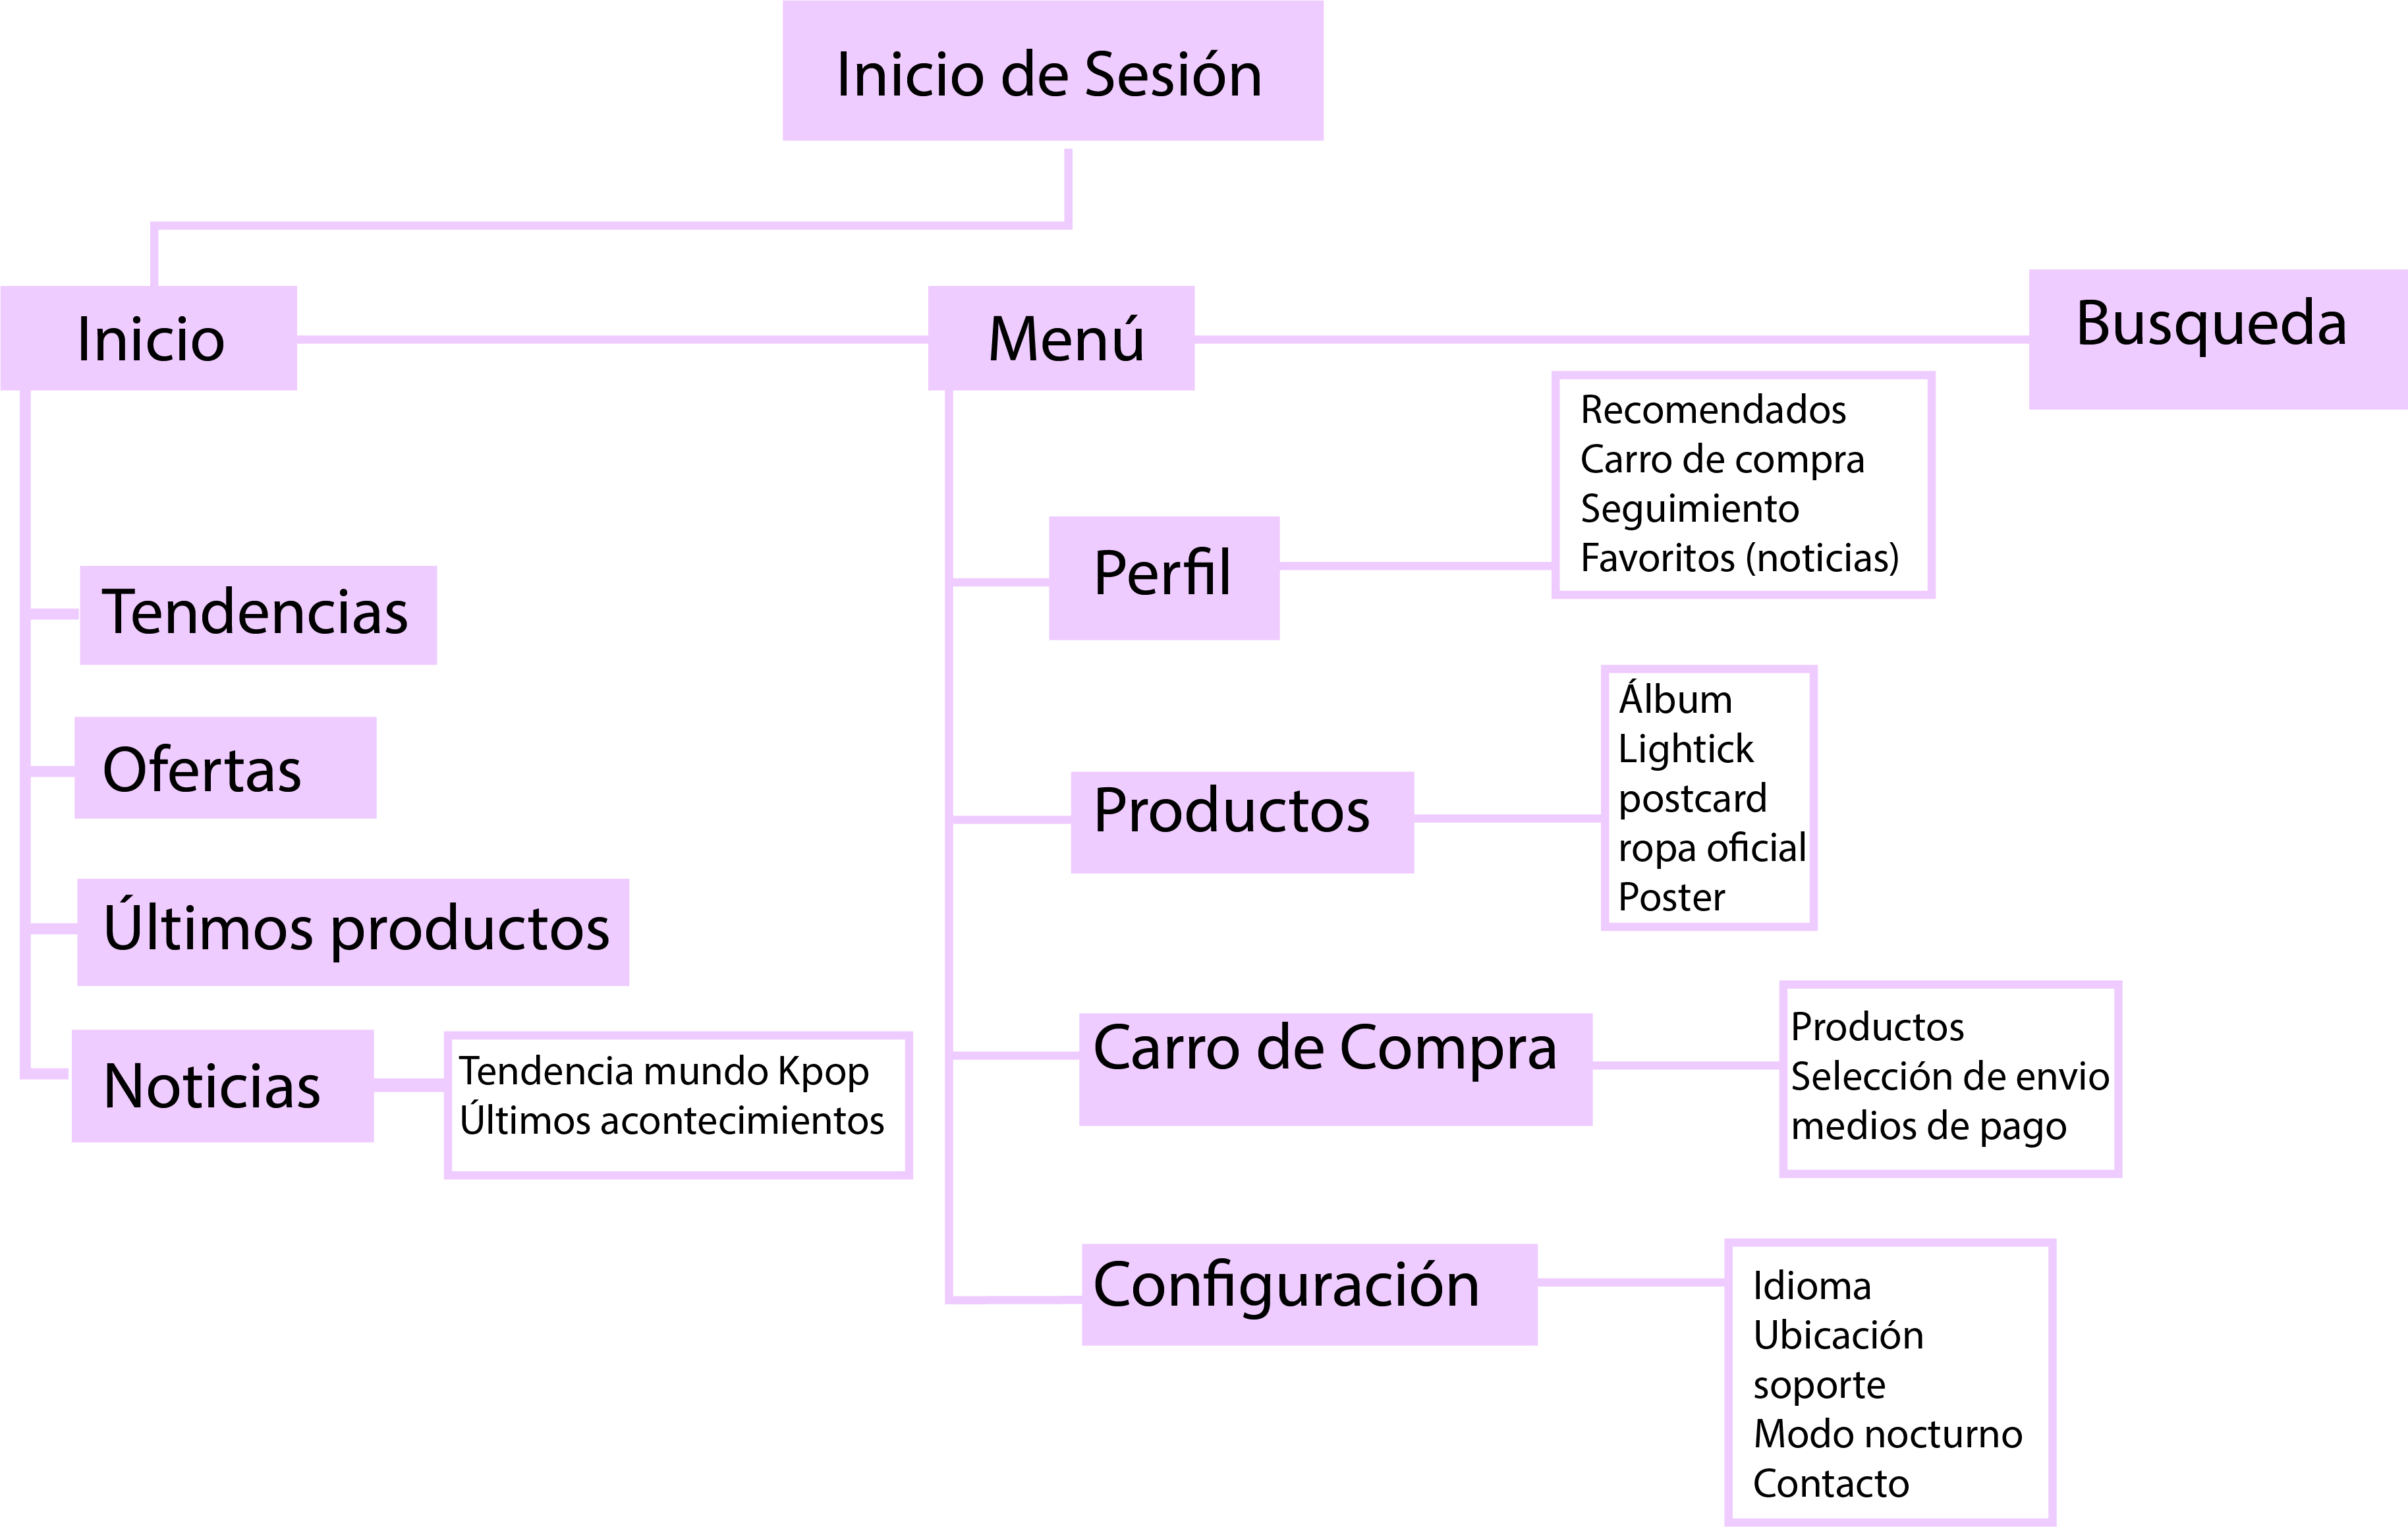 Inicio de Sesión
Inicio
Menú
Busqueda
Tendencias
Ofertas
Últimos productos
Noticias
Tendencia mundo Kpop
Últimos acontecimientos
Perfil
Recomendados
Carro de compra
Seguimiento
Favoritos (noticias)
Productos
Álbum
Lightick
postcard
ropa oficial
Poster
Carro de Compra
Productos
Selección de envio
medios de pago
Configuración
Idioma
Ubicación
soporte
Modo nocturno
Contacto